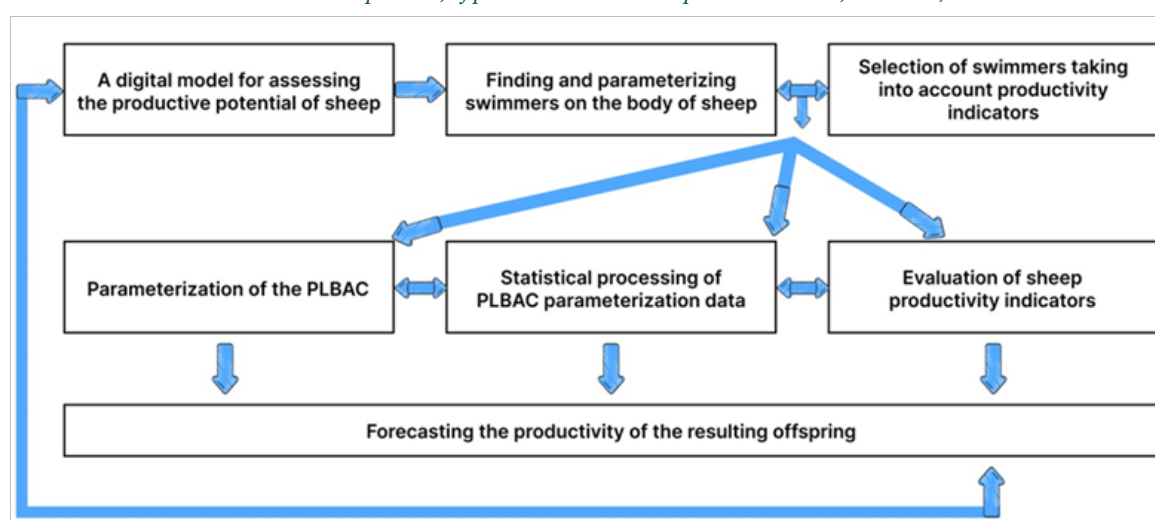 A digital model for assessing
the productive potential of sheep
Finding and parameterizing
swimmers on the body of sheep
Selection of swimmers taking
into account productivity
indicators
Parameterization of the PLBAC
Statistical processing of
PLBAC parameterization data
Evaluation of sheep
productivity indicators
Forecasting the productivity of the resulting offspring